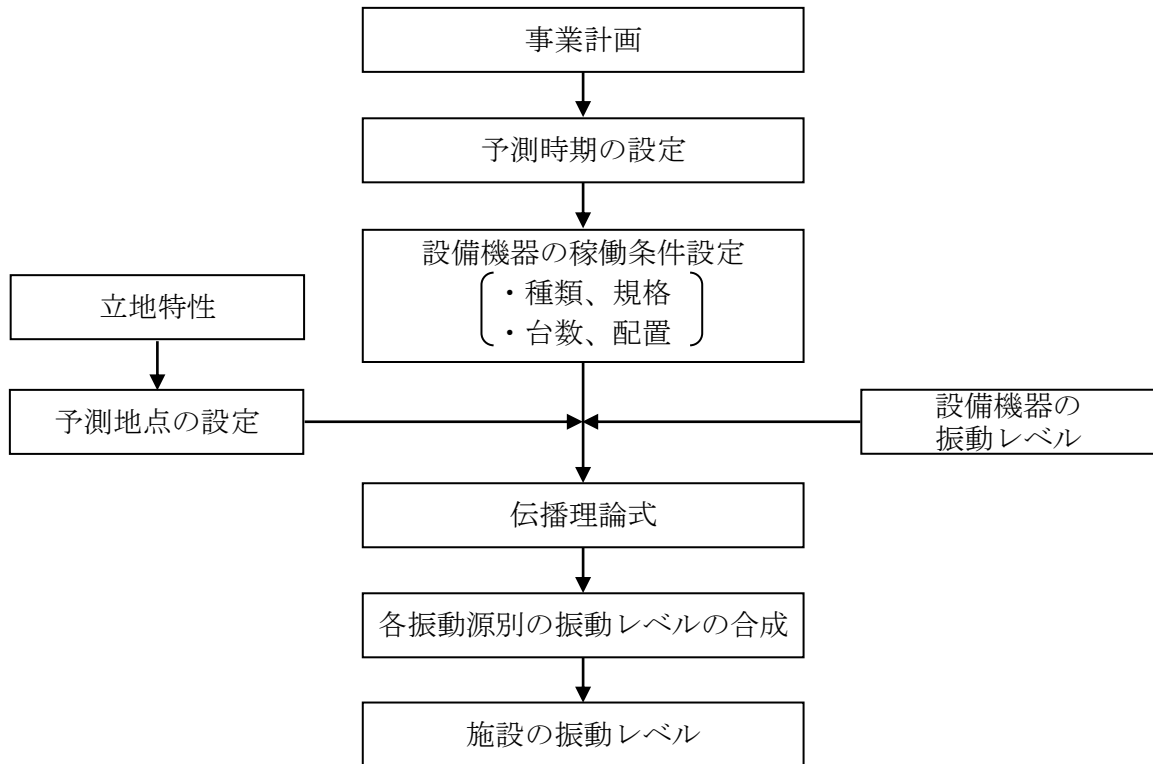 事業計画
予測時期の設定
設備機器の稼働条件設定
・種類、規格
・台数、配置
立地特性
予測地点の設定
設備機器の
振動レベル
伝播理論式
各振動源別の振動レベルの合成
施設の振動レベル